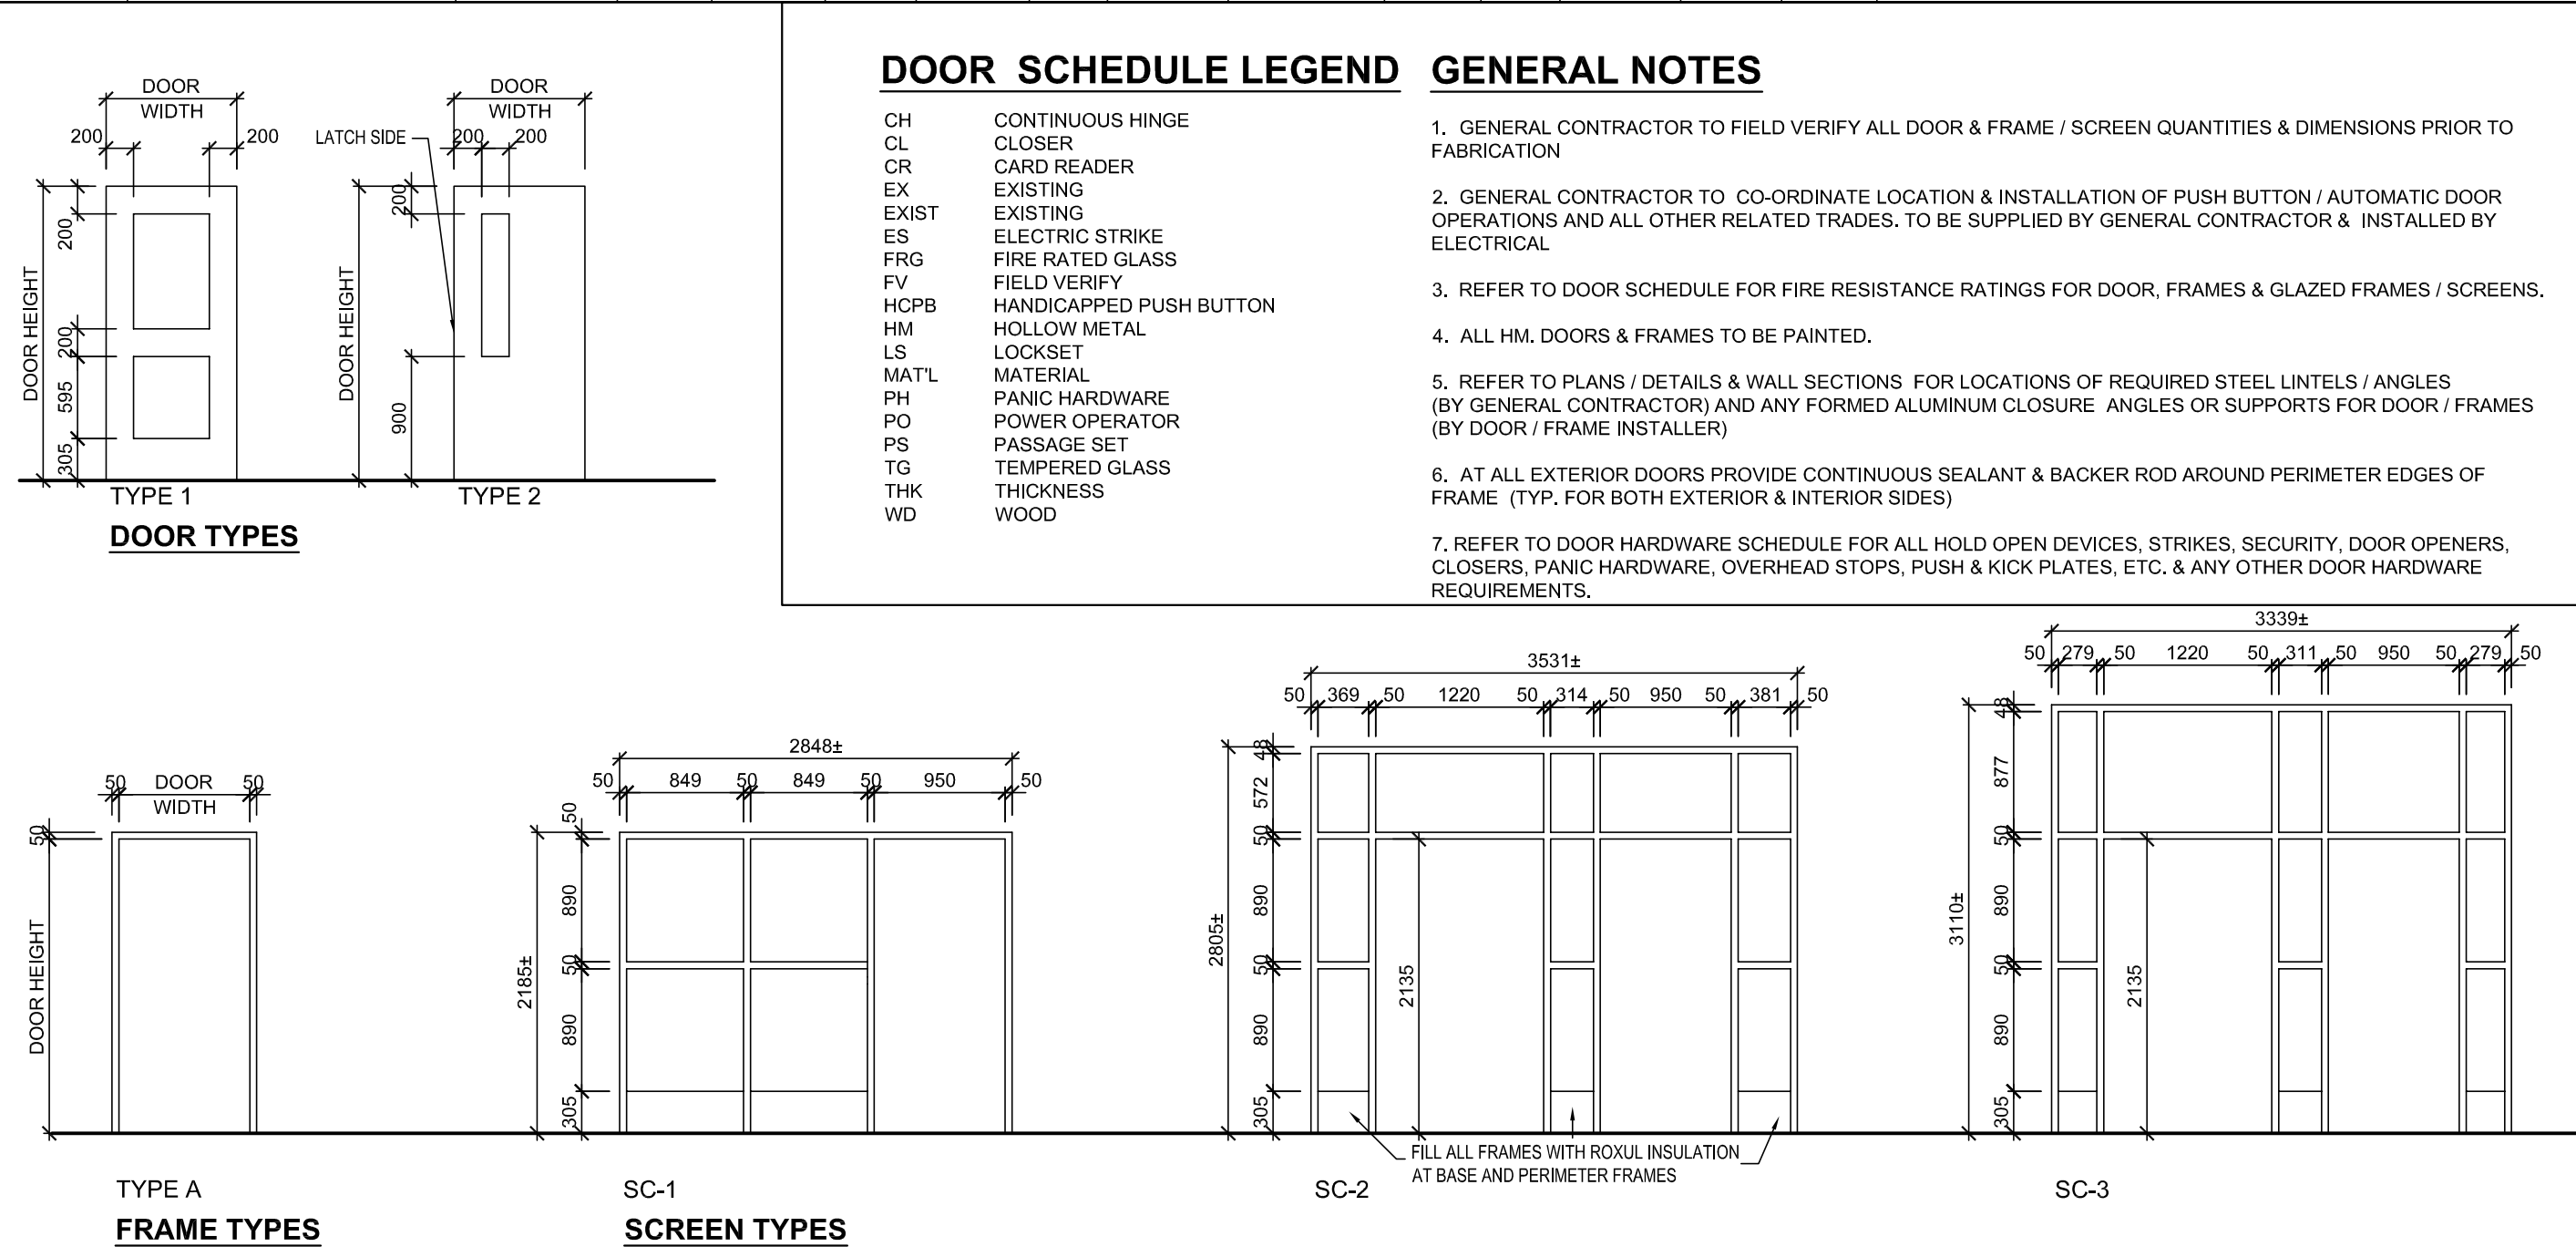 DOOR
WIDTH
200
200
200
200
595
305
DOOR HEIGHT
TYPE 1
DOOR
WIDTH
LATCH SIDE
200
200
200
900
DOOR HEIGHT
TYPE 2
DOOR TYPES
DOOR SCHEDULE LEGEND
CH CONTINUOUS HINGE
CL CLOSER
CR CARD READER
EX EXISTING
EXIST EXISTING
ES ELECTRIC STRIKE
FRG FIRE RATED GLASS
FV FIELD VERIFY
HCPB HANDICAPPED PUSH BUTTON
HM HOLLOW METAL
LS LOCKSET
MAT'L MATERIAL
PH PANIC HARDWARE
PO POWER OPERATOR
PS PASSAGE SET
TG TEMPERED GLASS
THK THICKNESS
WD WOOD
GENERAL NOTES
1. GENERAL CONTRACTOR TO FIELD VERIFY ALL DOOR & FRAME / SCREEN QUANTITIES & DIMENSIONS PRIOR TO
FABRICATION
2. GENERAL CONTRACTOR TO CO-ORDINATE LOCATION & INSTALLATION OF PUSH BUTTON / AUTOMATIC DOOR
OPERATIONS AND ALL OTHER RELATED TRADES. TO BE SUPPLIED BY GENERAL CONTRACTOR & INSTALLED BY
ELECTRICAL
3. REFER TO DOOR SCHEDULE FOR FIRE RESISTANCE RATINGS FOR DOOR, FRAMES & GLAZED FRAMES / SCREENS.
4. ALL HM. DOORS & FRAMES TO BE PAINTED.
5. REFER TO PLANS / DETAILS & WALL SECTIONS FOR LOCATIONS OF REQUIRED STEEL LINTELS / ANGLES
(BY GENERAL CONTRACTOR) AND ANY FORMED ALUMINUM CLOSURE ANGLES OR SUPPORTS FOR DOOR / FRAMES
(BY DOOR / FRAME INSTALLER)
6. AT ALL EXTERIOR DOORS PROVIDE CONTINUOUS SEALANT & BACKER ROD AROUND PERIMETER EDGES OF
FRAME (TYP. FOR BOTH EXTERIOR & INTERIOR SIDES)
7. REFER TO DOOR HARDWARE SCHEDULE FOR ALL HOLD OPEN DEVICES, STRIKES, SECURITY, DOOR OPENERS,
CLOSERS, PANIC HARDWARE, OVERHEAD STOPS, PUSH & KICK PLATES, ETC. & ANY OTHER DOOR HARDWARE
REQUIREMENTS.
50 DOOR 50
WIDTH
50
DOOR HEIGHT
TYPE A
FRAME TYPES
2848±
50 849 50 849 50 950 50
50
890
50
890
305
2185±
SC-1
SCREEN TYPES
3531±
50 369 50 1220 50 314 50 950 50 381 50
48
572
50
890
50
890
305
2805±
2135
FILL ALL FRAMES WITH ROXUL INSULATION
AT BASE AND PERIMETER FRAMES
SC-2
3339±
50 279 50 1220 50 311 50 950 50 279 50
48
877
50
890
50
890
305
3110±
2135
SC-3